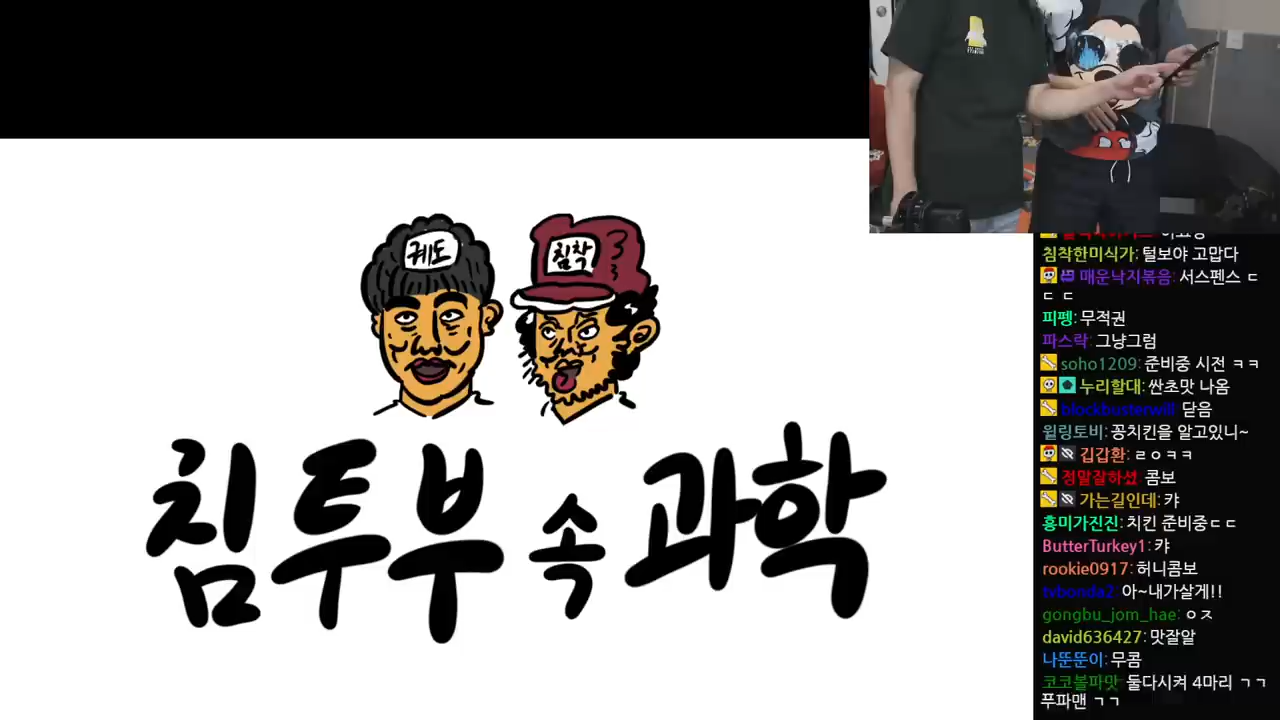 궤도
침착
침투부 속 과학
침착한미식가: 털보야 고맙다
매운낙지볶음: 서스펜스 ㄷ
ㄷ ㄷ
피펭: 무적권
파스락: 그냥그럼
soho1209: 준비중 시전 ㅋㅋ
누리할대: 싼초맛 나옴
blockbusterwill: 닫음
윌링토비: 꽁치킨을 알고있니~
김갑환: ㄹㅇㅋㅋ
정말잘하셨: 콤보
가는길인데: 캬
흥미가진진: 치킨 준비중ㄷㄷ
ButterTurkey1: 캬
rookie0917: 허니콤보
tvbonda2: 아~내가살게!!
gongbu_jom_hae: ㅇㅈ
david636427: 맛잘알
나뚠뚠이: 무콤
코코볼파맛: 둘다시켜 4마리 ㄱㄱ
푸파맨 ㄱㄱ